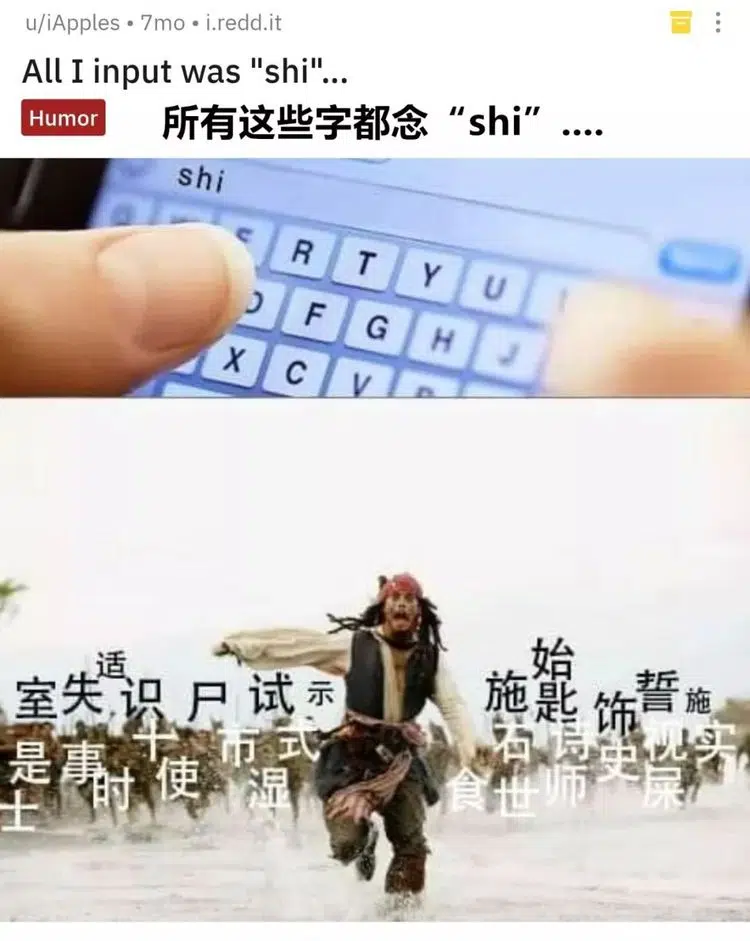 u/iApples • 7mo • i.redd.it
All I input was "shi"...
Humor
所有这些字都念“shi”....
shi
E R T Y U I
D F G H J
X C V B
适 始
室 失 识 尸 试 示 施 匙 饰 誓 施
十 市 式 石 诗 视 实
是 事 时 使 湿 食 世 师 史 屎
士